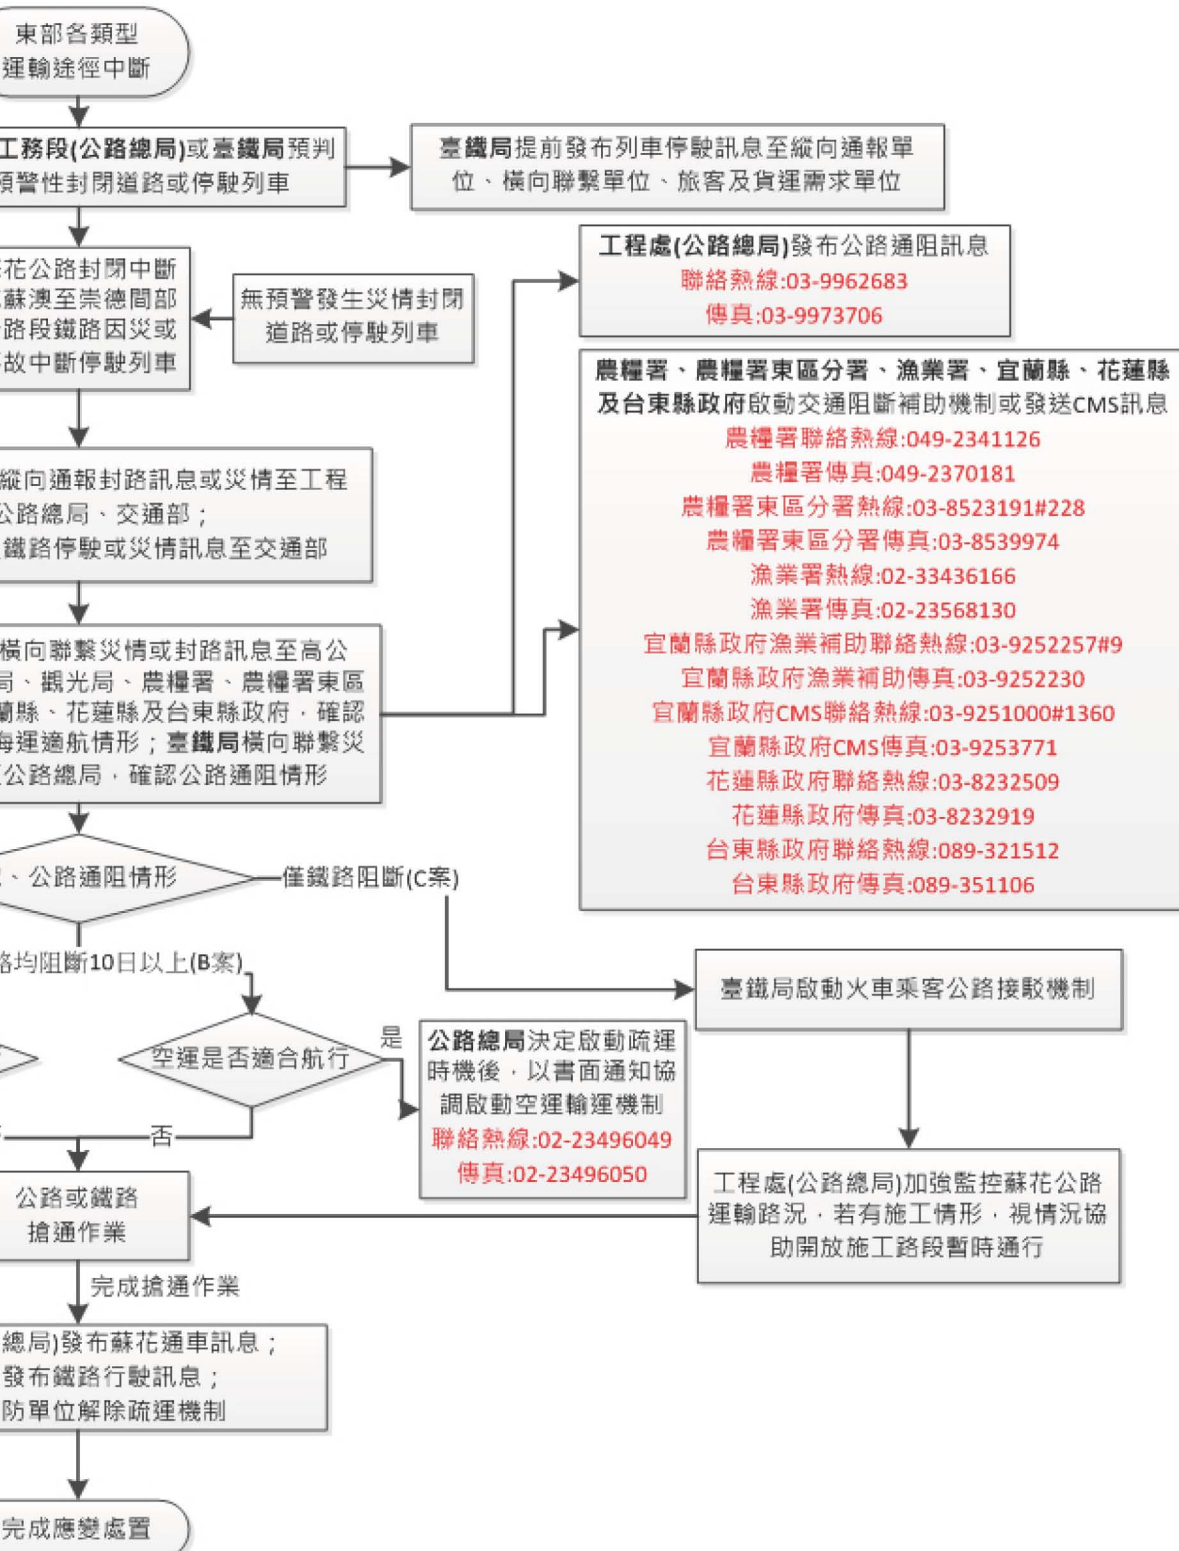 東部各類型
運輸途徑中斷
工務段(公路總局)或臺鐵局預判
預警性封閉道路或停駛列車
臺鐵局提前發布列車停駛訊息至縱向通報單
位、橫向聯繫單位、旅客及貨運需求單位
花公路封閉中斷
蘇澳至崇德間部
路段鐵路因災或
故中斷停駛列車
無預警發生災情封閉
道路或停駛列車
工程處(公路總局)發布公路通阻訊息
聯絡熱線:03-9962683
傳真:03-9973706
農糧署、農糧署東區分署、漁業署、宜蘭縣、花蓮縣
及台東縣政府啟動交通阻斷補助機制或發送CMS訊息
農糧署聯絡熱線:049-2341126
農糧署傳真:049-2370181
農糧署東區分署熱線:03-8523191#228
農糧署東區分署傳真:03-8539974
漁業署熱線:02-33436166
漁業署傳真:02-23568130
宜蘭縣政府漁業補助聯絡熱線:03-9252257#9
宜蘭縣政府漁業補助傳真:03-9252230
宜蘭縣政府CMS聯絡熱線:03-9251000#1360
宜蘭縣政府CMS傳真:03-9253771
花蓮縣政府聯絡熱線:03-8232509
花蓮縣政府傳真:03-8232919
台東縣政府聯絡熱線:089-321512
台東縣政府傳真:089-351106
縱向通報封路訊息或災情至工程
公路總局、交通部；
鐵路停駛或災情訊息至交通部
橫向聯繫災情或封路訊息至高公
局、觀光局、農糧署、農糧署東區
蘭縣、花蓮縣及台東縣政府，確認
海運適航情形；臺鐵局橫向聯繫災
公路總局，確認公路通阻情形
、公路通阻情形
僅鐵路阻斷(C案)
路均阻斷10日以上(B案)
臺鐵局啟動火車乘客公路接駁機制
空運是否適合航行
是
公路總局決定啟動疏運
時機後，以書面通知協
調啟動空運輸運機制
聯絡熱線:02-23496049
傳真:02-23496050
否
公路或鐵路
搶通作業
工程處(公路總局)加強監控蘇花公路
運輸路況，若有施工情形，視情況協
助開放施工路段暫時通行
完成搶通作業
總局)發布蘇花通車訊息；
發布鐵路行駛訊息；
防單位解除疏運機制
完成應變處置